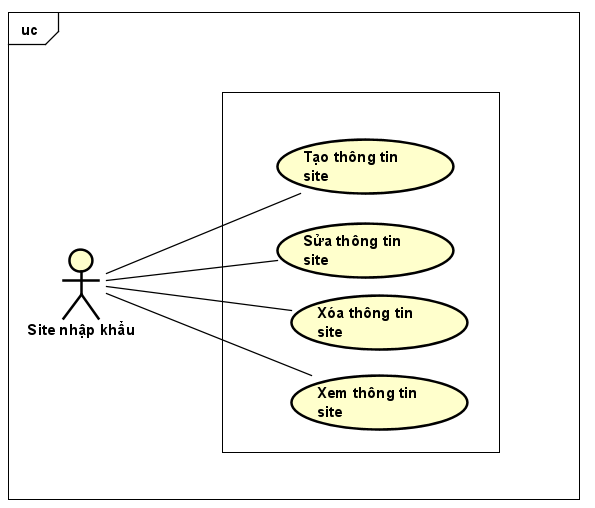 uc
Tạo thông tin
site
Sửa thông tin
site
Xóa thông tin
site
Xem thông tin
site
Site nhập khẩu